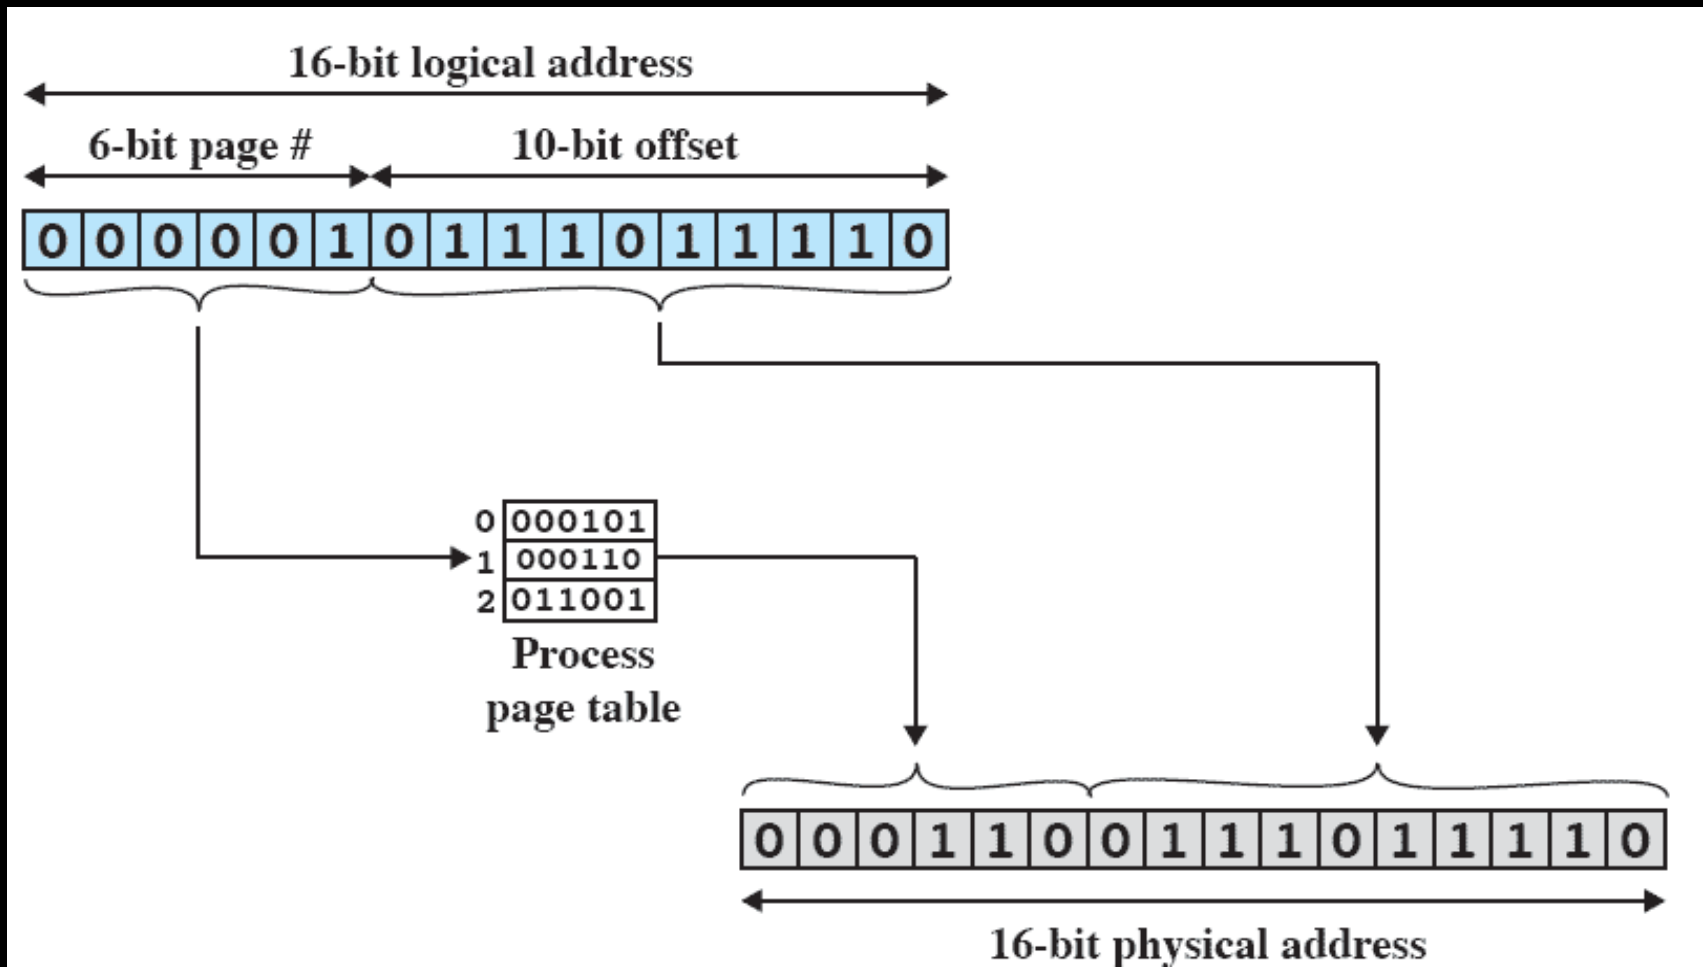 16-bit logical address
6-bit page # 10-bit offset
0 0 0 0 0 1 0 1 1 1 0 1 1 1 1 0
0 000101
1 000110
2 011001
Process
page table
0 0 0 1 1 0 0 1 1 1 0 1 1 1 1 0
16-bit physical address